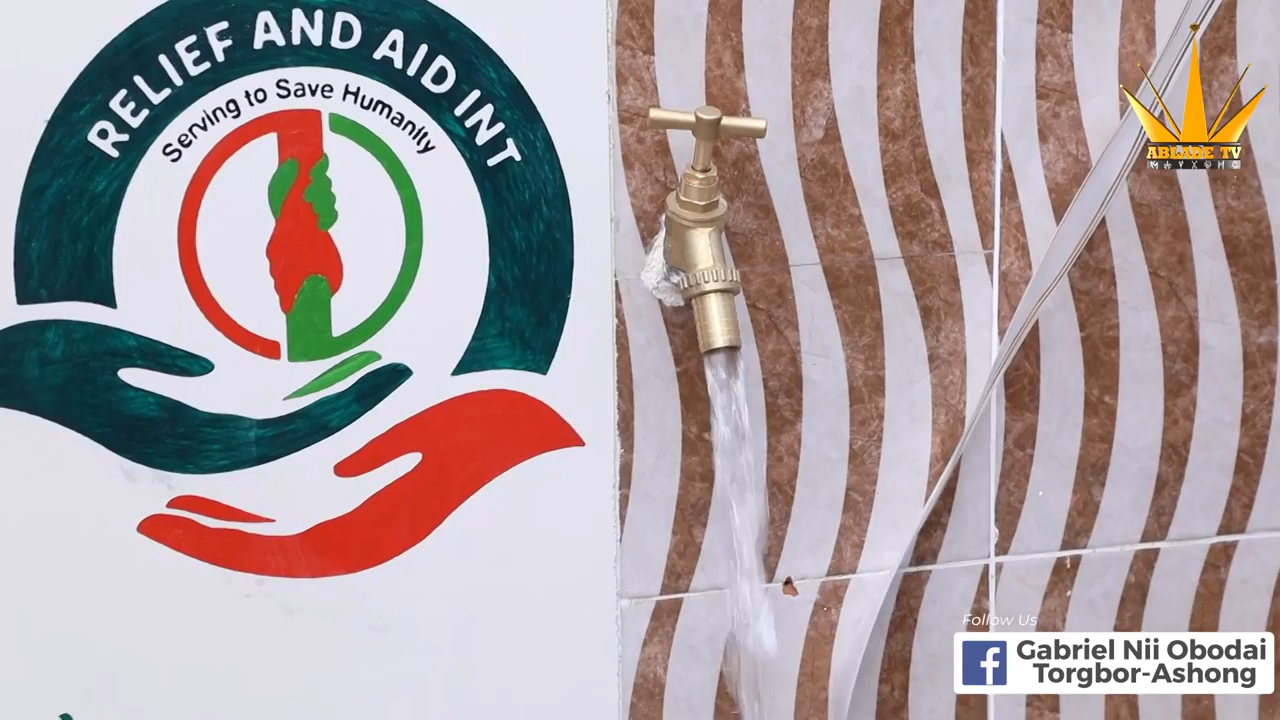 RELIEF AND AID INT
Serving to Save Humanity
ABLADE TV
Follow Us
Gabriel Nii Obodai
Torgbor-Ashong